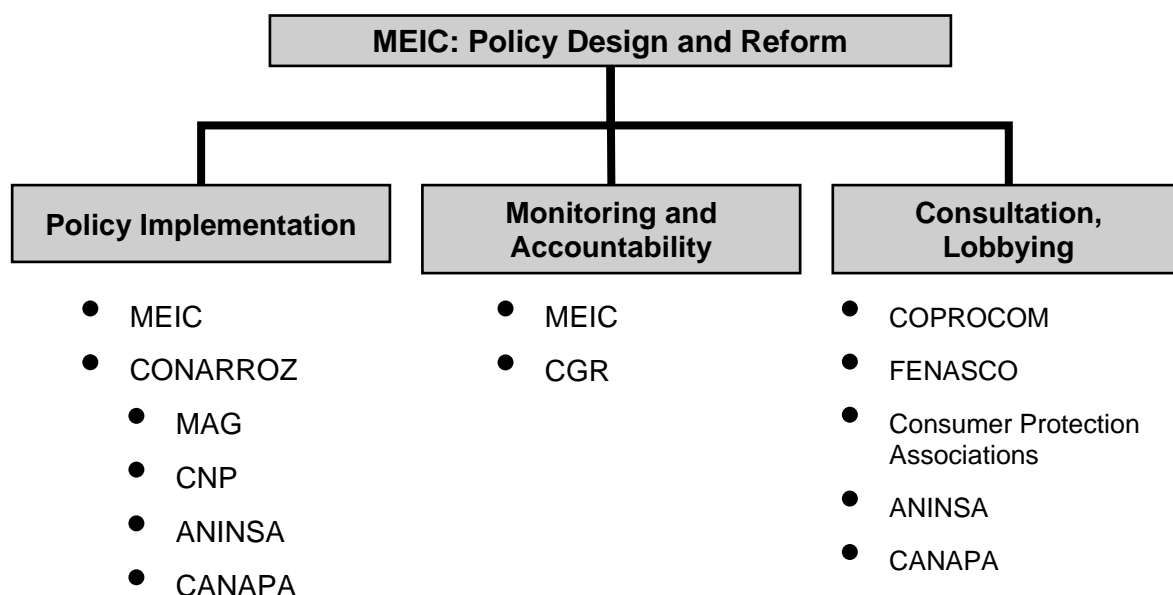 MEIC: Policy Design and Reform
Policy Implementation
• MEIC
• CONARROZ
• MAG
• CNP
• ANINSA
• CANAPA
Monitoring and
Accountability
• MEIC
• CGR
Consultation,
Lobbying
• COPROCOM
• FENASCO
• Consumer Protection
Associations
• ANINSA
• CANAPA